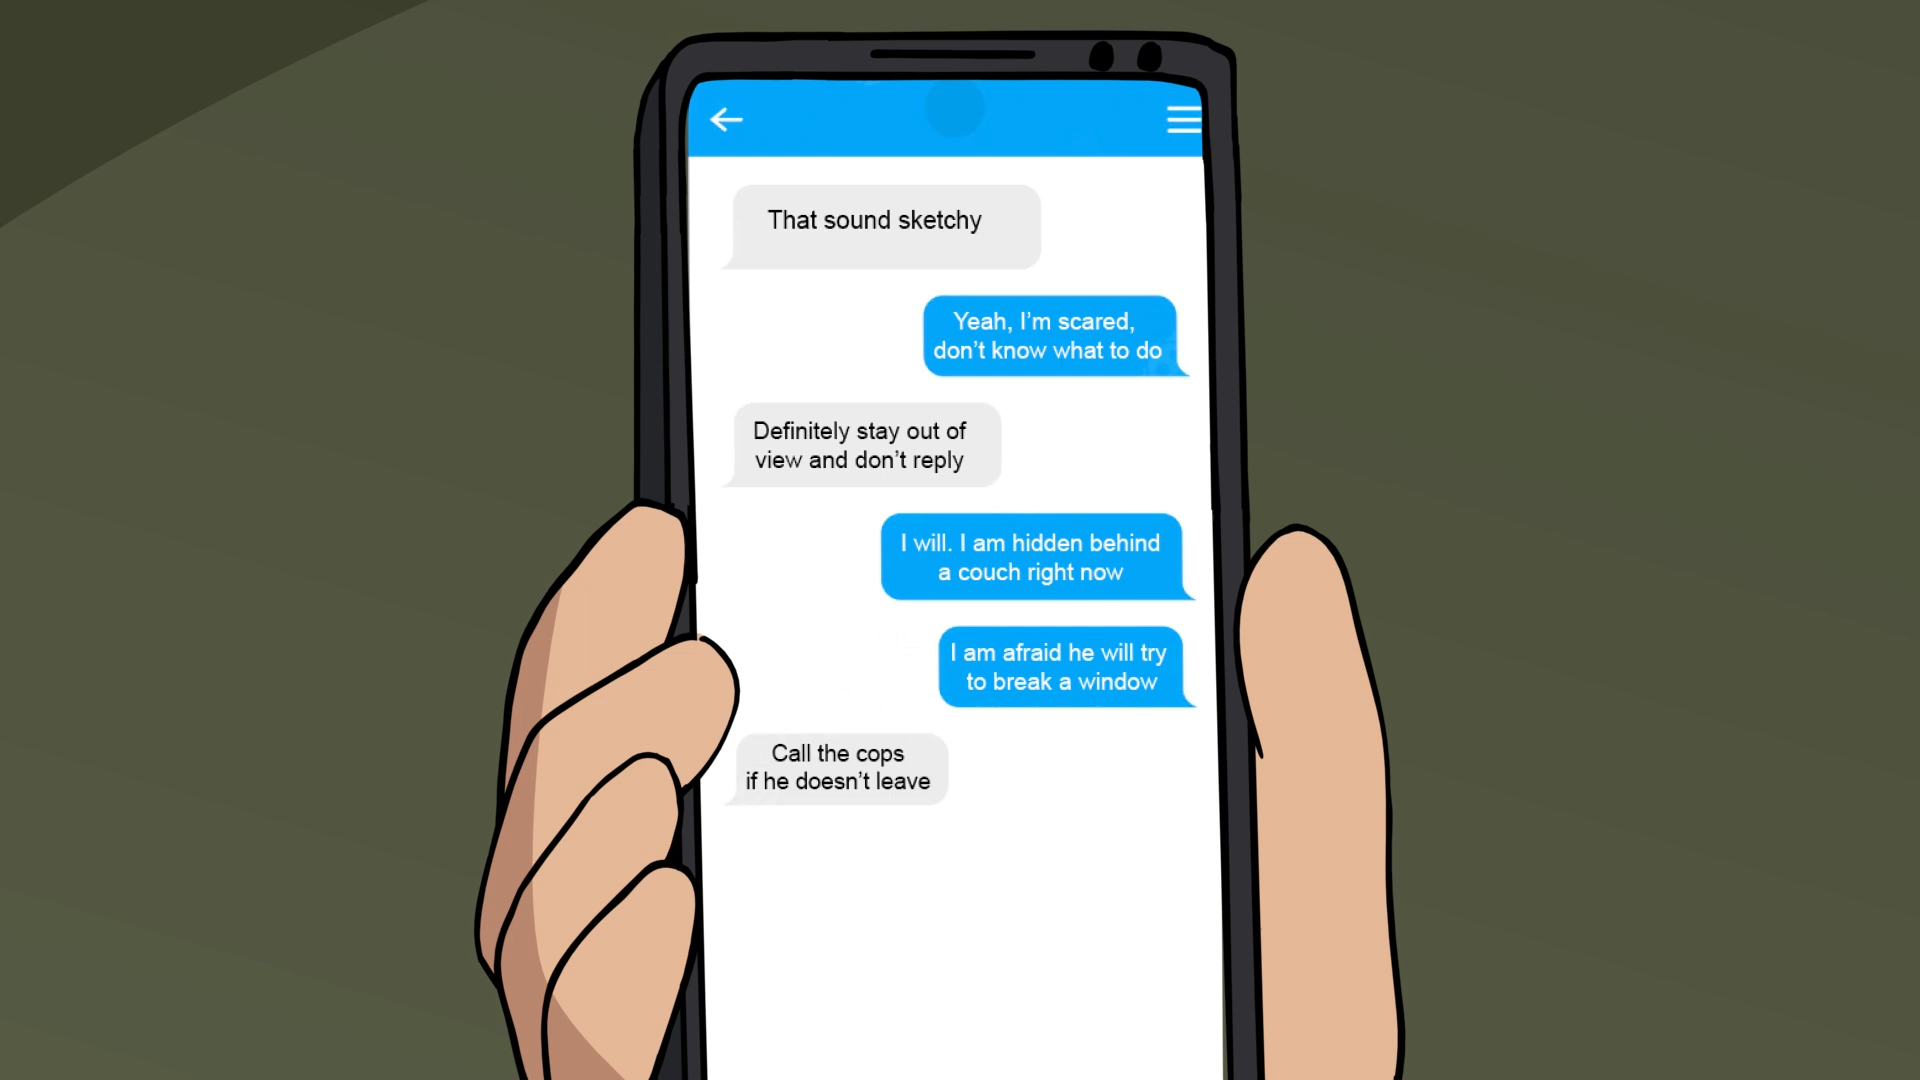 That sound sketchy
Yeah, I’m scared,
don’t know what to do
Definitely stay out of
view and don’t reply
I will. I am hidden behind
a couch right now
I am afraid he will try
to break a window
Call the cops
if he doesn’t leave